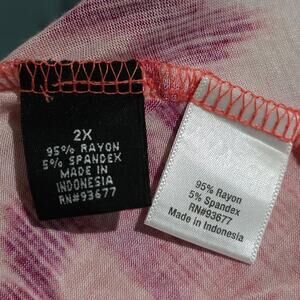 2X
95% RAYON
5% SPANDEX
MADE IN
INDONESIA
RN#93677
95% Rayon
5% Spandex
RN#93677
Made in Indonesia